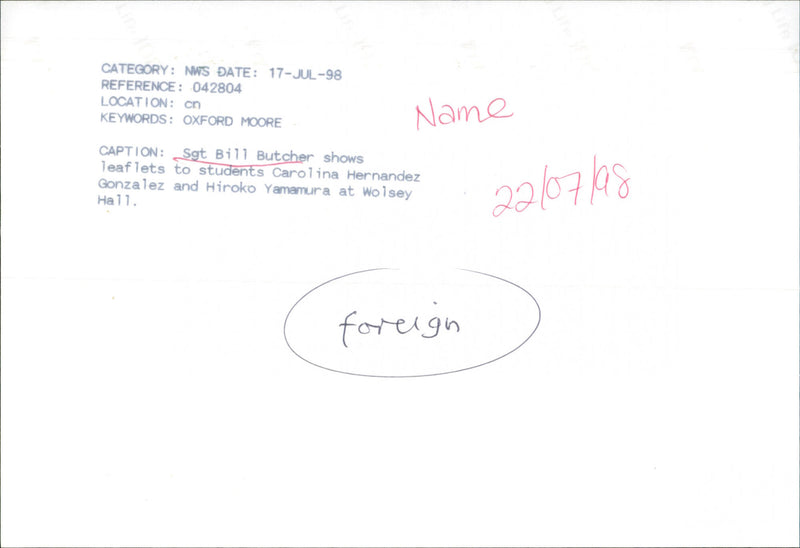 CATEGORY: NWS DATE: 17-JUL-98
REFERENCE: 042804
LOCATION: cn
KEYWORDS: OXFORD MOORE
Name
CAPTION: Sgt Bill Butcher shows
leaflets to students Carolina Hernandez
Gonzalez and Hiroko Yamamura at Wolsey
Hall.
22/07/98
foreign